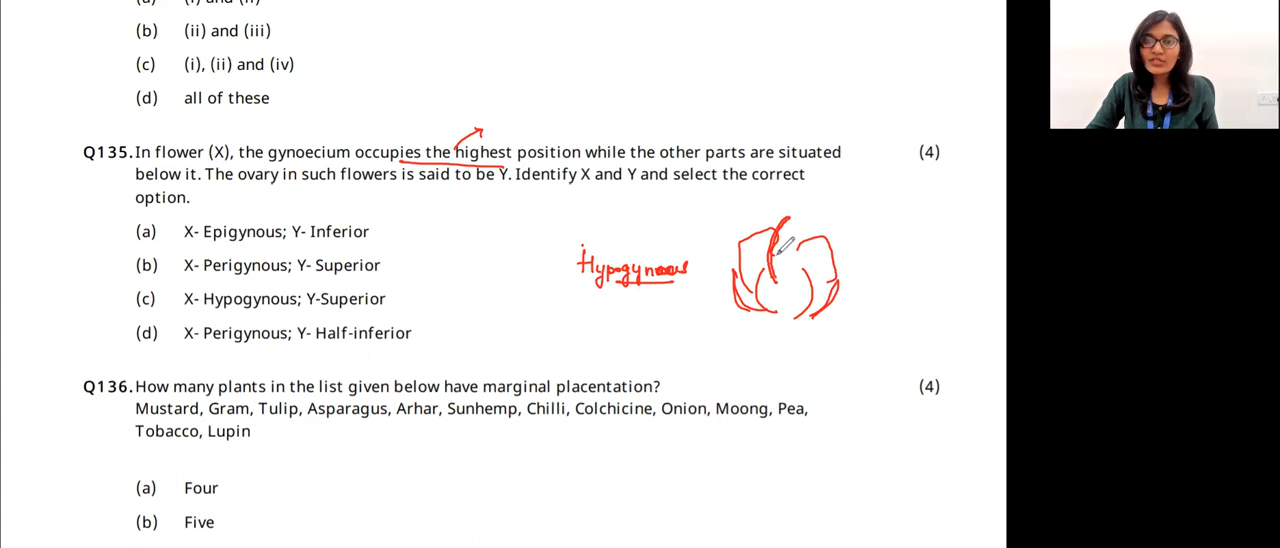 (b) (ii) and (iii)
(c) (i), (ii) and (iv)
(d) all of these
Q135. In flower (X), the gynoecium occupies the highest position while the other parts are situated (4)
below it. The ovary in such flowers is said to be Y. Identify X and Y and select the correct
option.
(a) X- Epigynous; Y- Inferior
(b) X- Perigynous; Y- Superior
(c) X- Hypogynous; Y-Superior
(d) X- Perigynous; Y- Half-inferior
Hypogynous
Q136. How many plants in the list given below have marginal placentation? (4)
Mustard, Gram, Tulip, Asparagus, Arhar, Sunhemp, Chilli, Colchicine, Onion, Moong, Pea,
Tobacco, Lupin
(a) Four
(b) Five